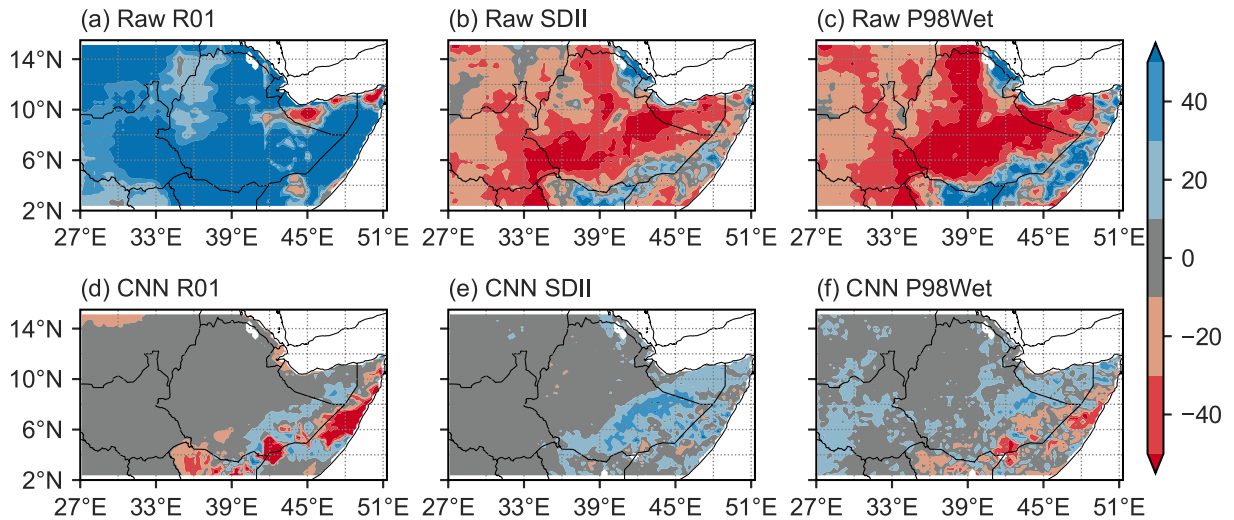 (a) Raw R01 (b) Raw SDII (c) Raw P98Wet
14°N
10°N
6°N
2°N
27°E 33°E 39°E 45°E 51°E 27°E 33°E 39°E 45°E 51°E 27°E 33°E 39°E 45°E 51°E
(d) CNN R01 (e) CNN SDII (f) CNN P98Wet
14°N
10°N
6°N
2°N
27°E 33°E 39°E 45°E 51°E 27°E 33°E 39°E 45°E 51°E 27°E 33°E 39°E 45°E 51°E
40
20
0
−20
−40